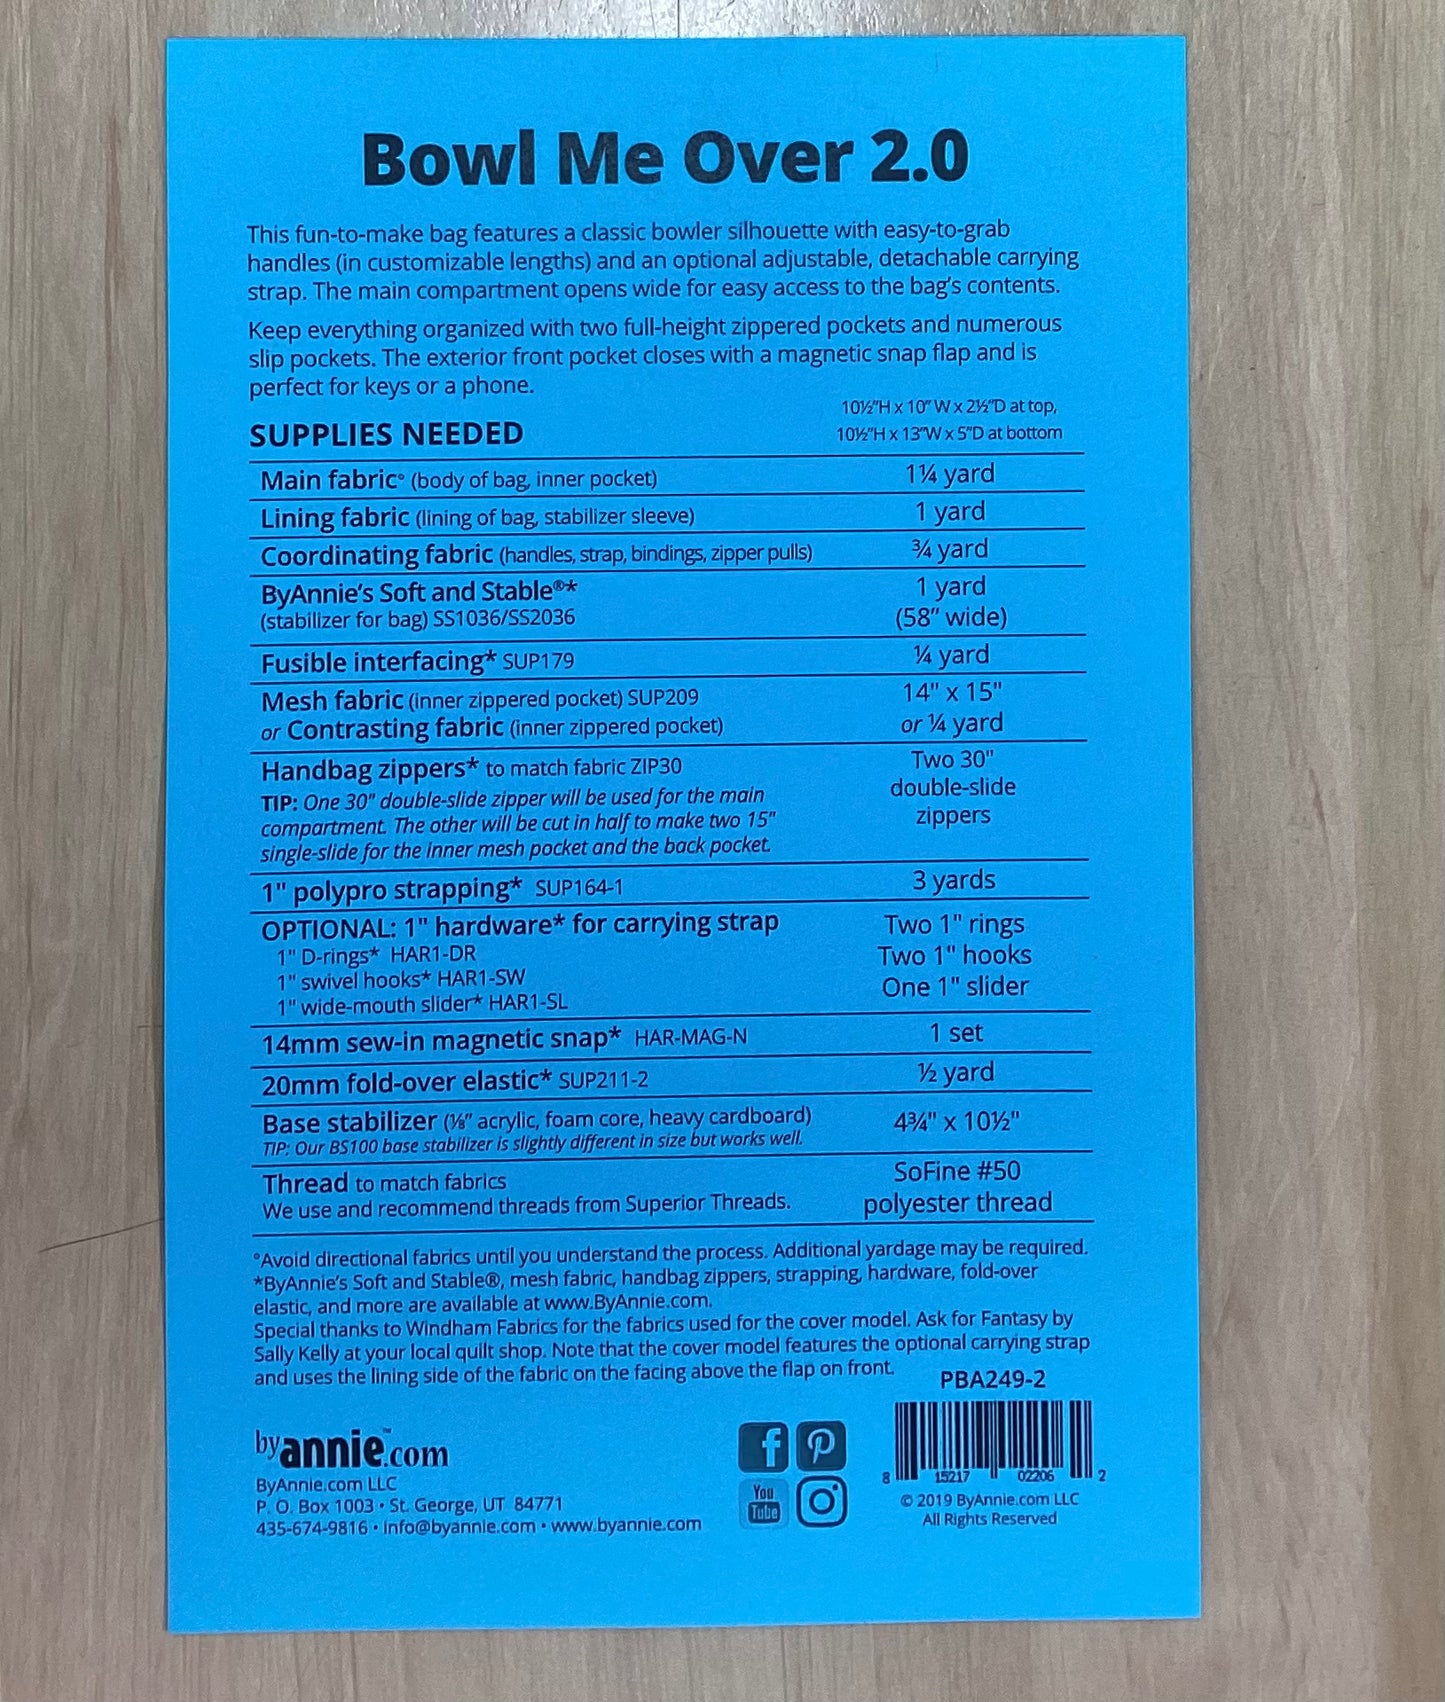 Bowl Me Over 2.0
This fun-to-make bag features a classic bowler silhouette with easy-to-grab
handles (in customizable lengths) and an optional adjustable, detachable carrying
strap. The main compartment opens wide for easy access to the bag's contents.
Keep everything organized with two full-height zippered pockets and numerous
slip pockets. The exterior front pocket closes with a magnetic snap flap and is
perfect for keys or a phone.
SUPPLIES NEEDED
10½"H x 10" W x 2½"D at top,
10½"H x 13"W x 5"D at bottom
Main fabric° (body of bag, inner pocket) 1¼ yard
Lining fabric (lining of bag, stabilizer sleeve) 1 yard
Coordinating fabric (handles, strap, bindings, zipper pulls) ¾ yard
ByAnnie's Soft and Stable®* 1 yard
(stabilizer for bag) SS1036/SS2036 (58" wide)
Fusible interfacing* SUP179 ¼ yard
Mesh fabric (inner zippered pocket) SUP209 14" x 15"
or Contrasting fabric (inner zippered pocket) or ¼ yard
Handbag zippers* to match fabric ZIP30
TIP: One 30" double-slide zipper will be used for the main
compartment. The other will be cut in half to make two 15"
single-slide for the inner mesh pocket and the back pocket.
Two 30"
double-slide
zippers
1" polypro strapping* SUP164-1 3 yards
OPTIONAL: 1" hardware* for carrying strap
1" D-rings* HAR1-DR
1" swivel hooks* HAR1-SW
1" wide-mouth slider* HAR1-SL
Two 1" rings
Two 1" hooks
One 1" slider
14mm sew-in magnetic snap* HAR-MAG-N 1 set
20mm fold-over elastic* SUP211-2 ½ yard
Base stabilizer (⅛" acrylic, foam core, heavy cardboard) 4¾" x 10½"
TIP: Our BS100 base stabilizer is slightly different in size but works well.
Thread to match fabrics SoFine #50
We use and recommend threads from Superior Threads. polyester thread
°Avoid directional fabrics until you understand the process. Additional yardage may be required.
*ByAnnie's Soft and Stable®, mesh fabric, handbag zippers, strapping, hardware, fold-over
elastic, and more are available at www.ByAnnie.com.
Special thanks to Windham Fabrics for the fabrics used for the cover model. Ask for Fantasy by
Sally Kelly at your local quilt shop. Note that the cover model features the optional carrying strap
and uses the lining side of the fabric on the facing above the flap on front.
PBA249-2
byannie.com™
ByAnnie.com LLC
P. O. Box 1003 • St. George, UT 84771
435-674-9816 • info@byannie.com • www.byannie.com
f
P
You
Tube
8 15217 02206 2
© 2019 ByAnnie.com LLC
All Rights Reserved